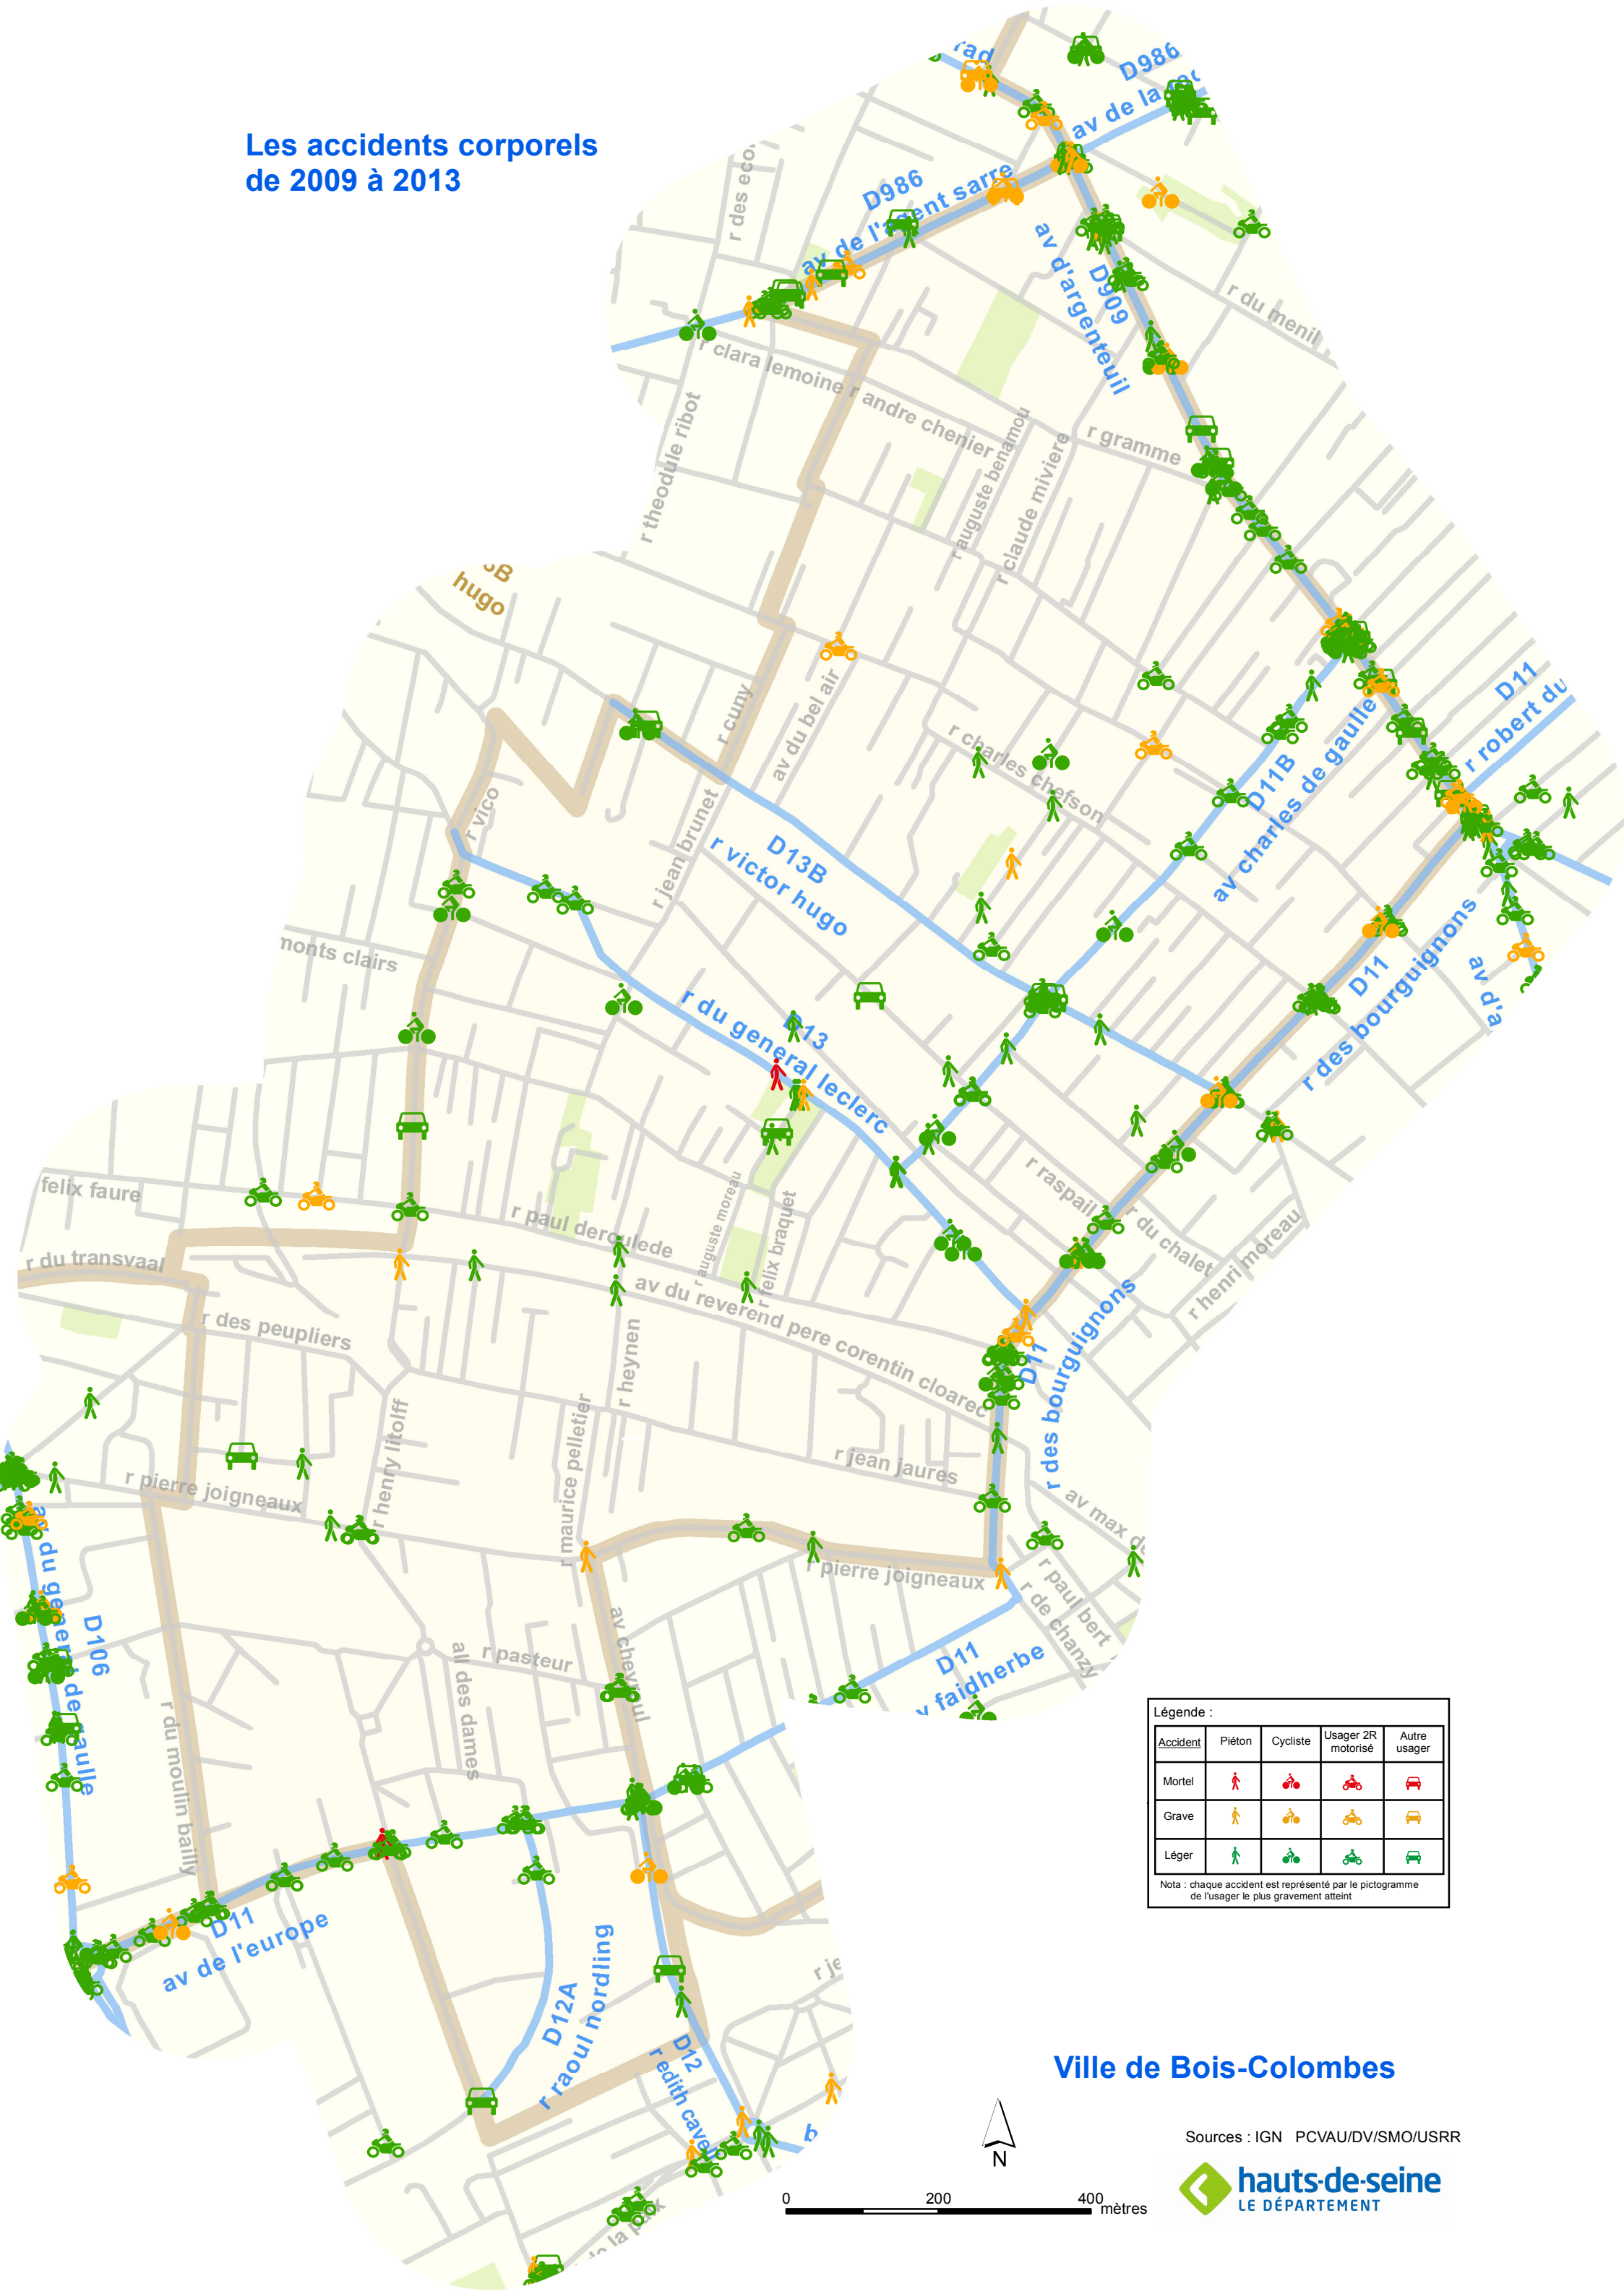 Les accidents corporels
de 2009 à 2013
D986
av de la
D986
av de l'agent sarre
r des eco
av d'argenteuil
D909
r du menil
r clara lemoine
r andre chenier
r theodule ribot
r auguste benamou
r claude miviere
r gramme
hugo
r cuny
av du bel air
r charles chefson
D11
r robert du
D11B
av charles de gaulle
r vico
r jean brunet
D13B
r victor hugo
monts clairs
D13
r du general leclerc
D11
r des bourguignons
av d'a
felix faure
r du transvaal
r paul deroulede
r auguste moreau
r felix braquet
r raspail
r du chalet
r henri moreau
r des peupliers
av du reverend pere corentin cloarec
r heynen
D11
r des bourguignons
r henry litolff
r maurice pelletier
r jean jaures
r pierre joigneaux
av max de
r pierre joigneaux
r paul bert
r de chanzy
av du general de gaulle
D106
av chevreul
r pasteur
all des dames
D11
faidherbe
r du moulin bailly
D11
av de l'europe
D12A
r raoul nordling
D12
r edith cavell
b
Légende :
Accident Piéton Cycliste Usager 2R motorisé Autre usager
Mortel
Grave
Léger
Nota : chaque accident est représenté par le pictogramme
de l'usager le plus gravement atteint
Ville de Bois-Colombes
N
Sources : IGN PCVAU/DV/SMO/USRR
0 200 400 mètres
hauts-de-seine
LE DÉPARTEMENT